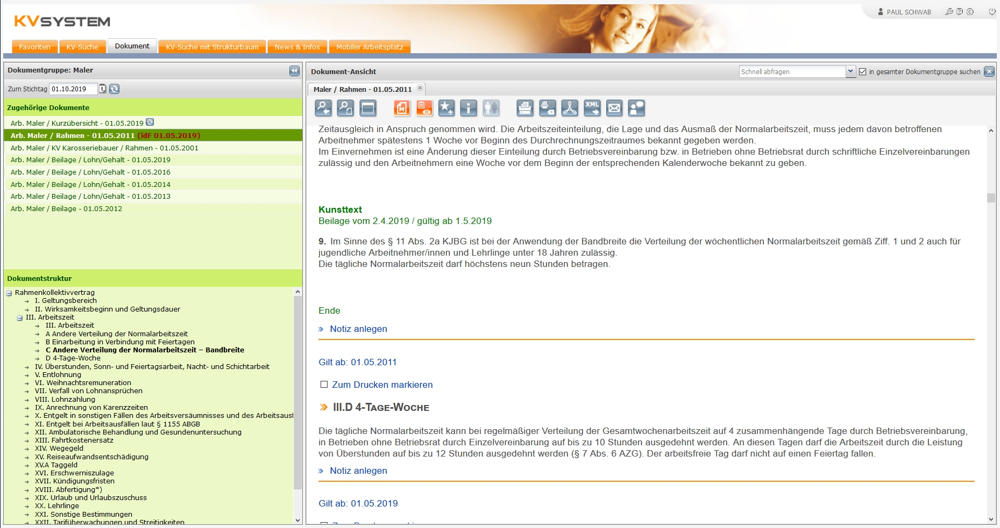 KVSYSTEM
PAUL SCHWAB
Favoriten
KV-Suche
Dokument
KV-Suche mit Strukturbaum
News & Infos
Mobiler Arbeitsplatz
Dokumentgruppe: Maler
Zum Stichtag 01.10.2019
Zugehörige Dokumente
Arb. Maler / Kurzübersicht - 01.05.2019
Arb. Maler / Rahmen - 01.05.2011 (idF 01.05.2019)
Arb. Maler / KV Karosseriebauer / Rahmen - 01.05.2001
Arb. Maler / Beilage / Lohn/Gehalt - 01.05.2019
Arb. Maler / Beilage / Lohn/Gehalt - 01.05.2016
Arb. Maler / Beilage / Lohn/Gehalt - 01.05.2014
Arb. Maler / Beilage / Lohn/Gehalt - 01.05.2013
Arb. Maler / Beilage - 01.05.2012
Dokumentstruktur
Rahmenkollektivvertrag
I. Geltungsbereich
II. Wirksamkeitsbeginn und Geltungsdauer
III. Arbeitszeit
III. Arbeitszeit
A Andere Verteilung der Normalarbeitszeit
B Einarbeitung in Verbindung mit Feiertagen
C Andere Verteilung der Normalarbeitszeit – Bandbreite
D 4-Tage-Woche
IV. Überstunden, Sonn- und Feiertagsarbeit, Nacht- und Schichtarbeit
V. Entlohnung
VI. Weihnachtsremuneration
VII. Verfall von Lohnansprüchen
VIII. Lohnzahlung
IX. Anrechnung von Karenzzeiten
X. Entgelt in sonstigen Fällen des Arbeitsversäumnisses und des Arbeitsausf
XI. Entgelt bei Arbeitsausfällen laut § 1155 ABGB
XII. Ambulatorische Behandlung und Gesundenuntersuchung
XIII. Fahrtkostenersatz
XIV. Wegegeld
XV. Reiseaufwandsentschädigung
XV.A Taggeld
XVI. Erschwerniszulage
XVII. Kündigungsfristen
XVIII. Abfertigung*)
XIX. Urlaub und Urlaubszuschuss
XX. Lehrlinge
XXI. Sonstige Bestimmungen
XXII. Tarifüberwachungen und Streitigkeiten
Dokument-Ansicht
Schnell abfragen
in gesamter Dokumentgruppe suchen
Maler / Rahmen - 01.05.2011
XML
Zeitausgleich in Anspruch genommen wird. Die Arbeitszeiteinteilung, die Lage und das Ausmaß der Normalarbeitszeit, muss jedem davon betroffenen
Arbeitnehmer spätestens 1 Woche vor Beginn des Durchrechnungszeitraumes bekannt gegeben werden.
Im Einvernehmen ist eine Änderung dieser Einteilung durch Betriebsvereinbarung bzw. in Betrieben ohne Betriebsrat durch schriftliche Einzelvereinbarungen
zulässig und den Arbeitnehmern eine Woche vor dem Beginn der entsprechenden Kalenderwoche bekannt zu geben.
Kunsttext
Beilage vom 2.4.2019 / gültig ab 1.5.2019
9. Im Sinne des § 11 Abs. 2a KJBG ist bei der Anwendung der Bandbreite die Verteilung der wöchentlichen Normalarbeitszeit gemäß Ziff. 1 und 2 auch für
jugendliche Arbeitnehmer/innen und Lehrlinge unter 18 Jahren zulässig.
Die tägliche Normalarbeitszeit darf höchstens neun Stunden betragen.
Ende
Notiz anlegen
Gilt ab: 01.05.2011
Zum Drucken markieren
III.D 4-TAGE-WOCHE
Die tägliche Normalarbeitszeit kann bei regelmäßiger Verteilung der Gesamtwochenarbeitszeit auf 4 zusammenhängende Tage durch Betriebsvereinbarung,
in Betrieben ohne Betriebsrat durch Einzelvereinbarung auf bis zu 10 Stunden ausgedehnt werden. An diesen Tagen darf die Arbeitszeit durch die Leistung
von Überstunden auf bis zu 12 Stunden ausgedehnt werden (§ 7 Abs. 6 AZG). Der arbeitsfreie Tag darf nicht auf einen Feiertag fallen.
Notiz anlegen
Gilt ab: 01.05.2019